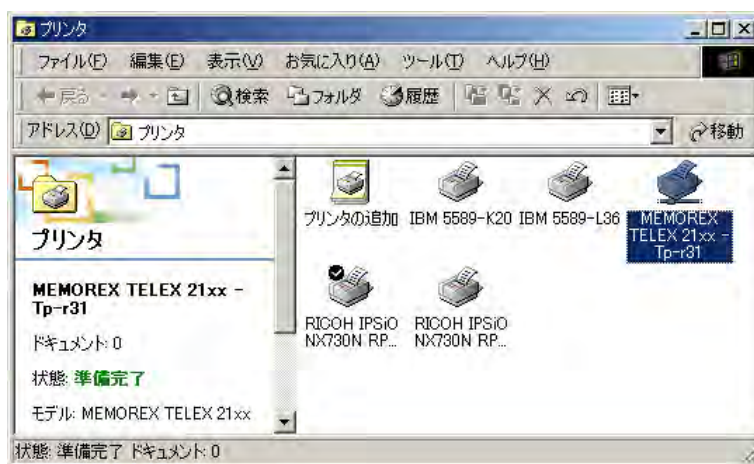 プリンタ
ファイル(F) 編集(E) 表示(V) お気に入り(A) ツール(T) ヘルプ(H)
戻る 検索 フォルダ 履歴
アドレス(D) プリンタ 移動
プリンタ
MEMOREX TELEX 21xx -
Tp-r31
ドキュメント: 0
状態: 準備完了
モデル: MEMOREX TELEX 21xx
プリンタの追加 IBM 5589-K20 IBM 5589-L36 MEMOREX
TELEX 21xx -
Tp-r31
RICOH IPSiO
NX730N RP...
RICOH IPSiO
NX730N RP...
状態: 準備完了 ドキュメント: 0